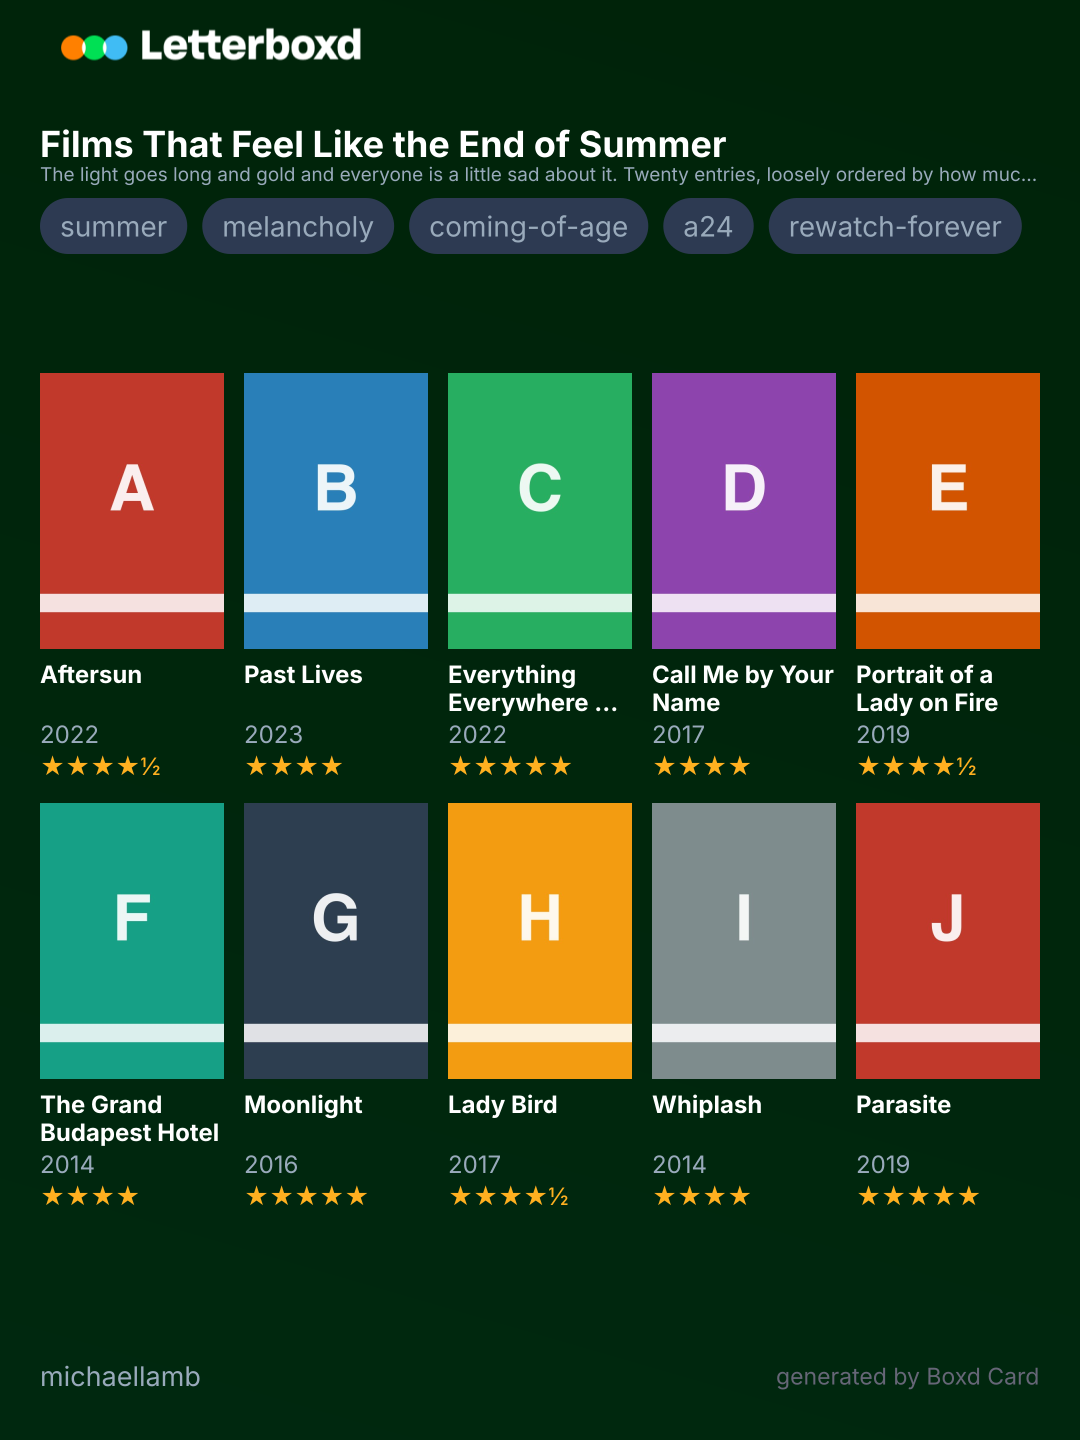 Letterboxd
Films That Feel Like the End of Summer
The light goes long and gold and everyone is a little sad about it. Twenty entries, loosely ordered by how muc...
summer melancholy coming-of-age a24 rewatch-forever
A B C D E
Aftersun Past Lives Everything Call Me by Your Portrait of a
Everywhere ... Name Lady on Fire
2022 2023 2022 2017 2019
★★★★½ ★★★★ ★★★★★ ★★★★ ★★★★½
F G H I J
The Grand Moonlight Lady Bird Whiplash Parasite
Budapest Hotel
2014 2016 2017 2014 2019
★★★★ ★★★★★ ★★★★½ ★★★★ ★★★★★
michaellamb generated by Boxd Card